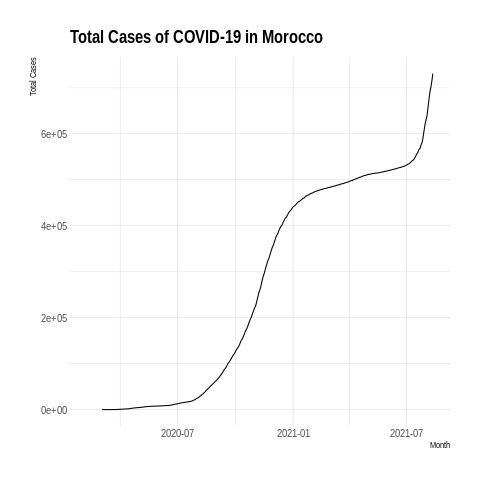 Total Cases of COVID-19 in Morocco
Total Cases
6e+05
4e+05
2e+05
0e+00
2020-07
2021-01
2021-07
Month